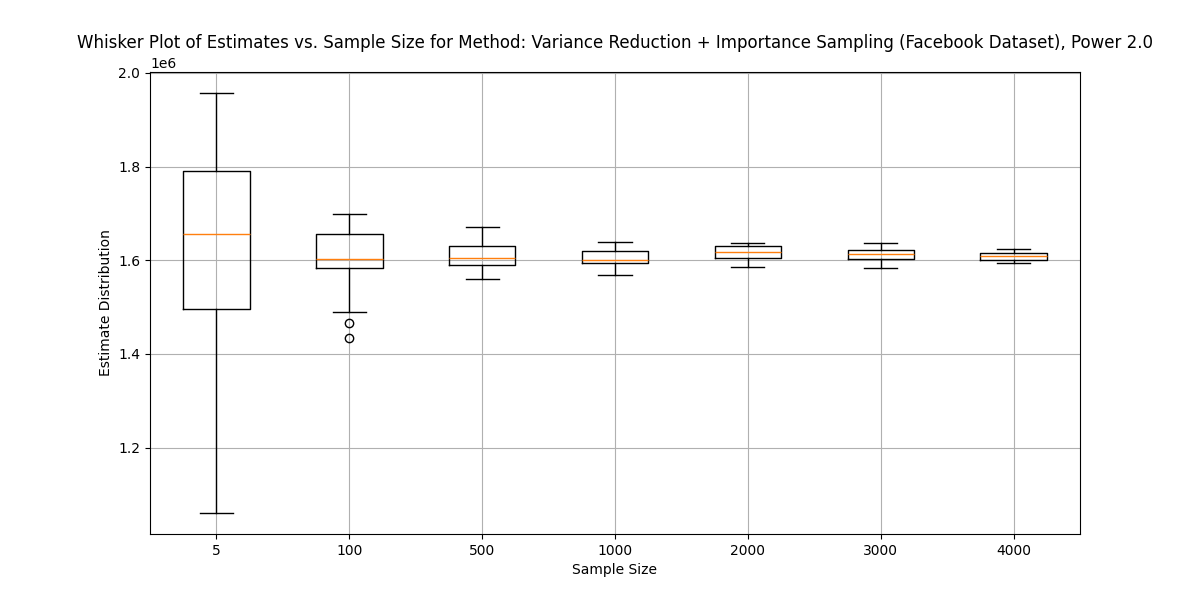 Whisker Plot of Estimates vs. Sample Size for Method: Variance Reduction + Importance Sampling (Facebook Dataset), Power 2.0
1e6
2.0
1.8
1.6
1.4
1.2
Estimate Distribution
5 100 500 1000 2000 3000 4000
Sample Size